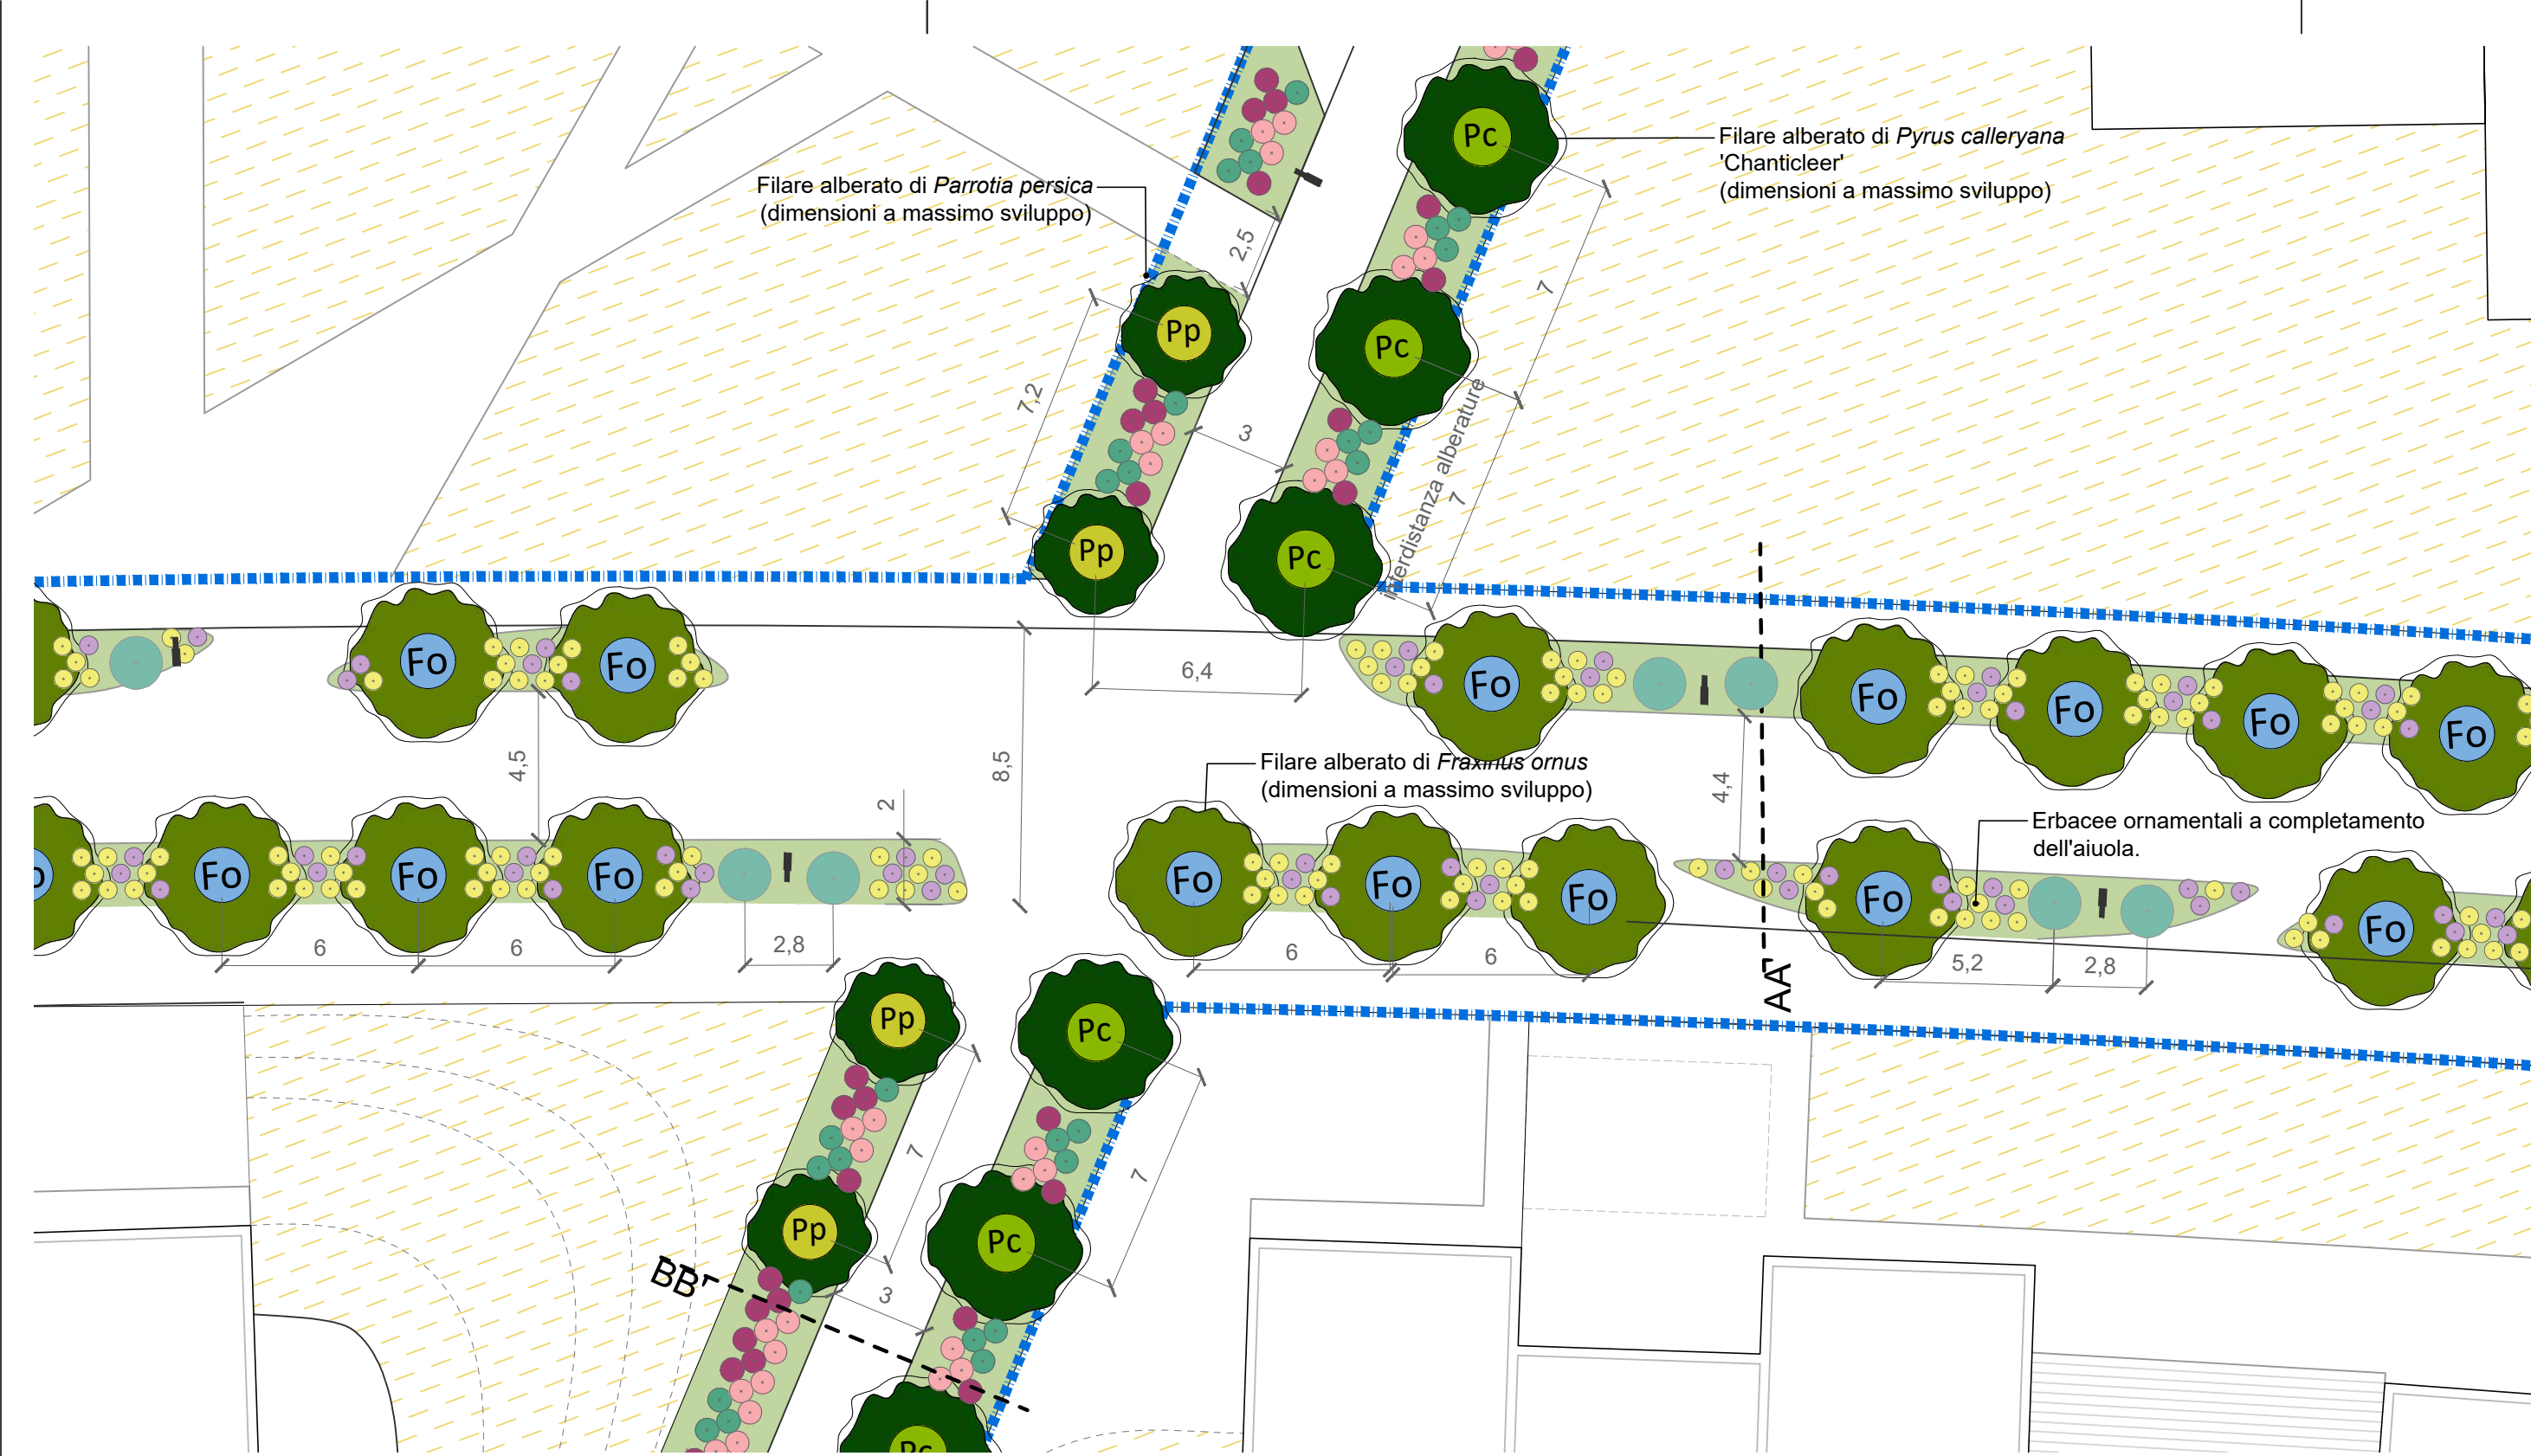 Pc
Filare alberato di Pyrus calleryana
'Chanticleer'
(dimensioni a massimo sviluppo)
Filare alberato di Parrotia persica
(dimensioni a massimo sviluppo)
2,5
7
Pp
Pc
7,2
3
interdistanza alberature
7
Pp
Pc
Fo
Fo
6,4
Fo
Fo
Fo
Fo
Fo
4,5
8,5
Filare alberato di Fraxinus ornus
(dimensioni a massimo sviluppo)
4,4
2
Erbacee ornamentali a completamento
dell'aiuola.
Fo
Fo
Fo
Fo
Fo
Fo
Fo
Fo
Fo
6
6
2,8
6
6
5,2
2,8
AA'
Pp
Pc
7
7
Pp
Pc
BB'
3
Pc